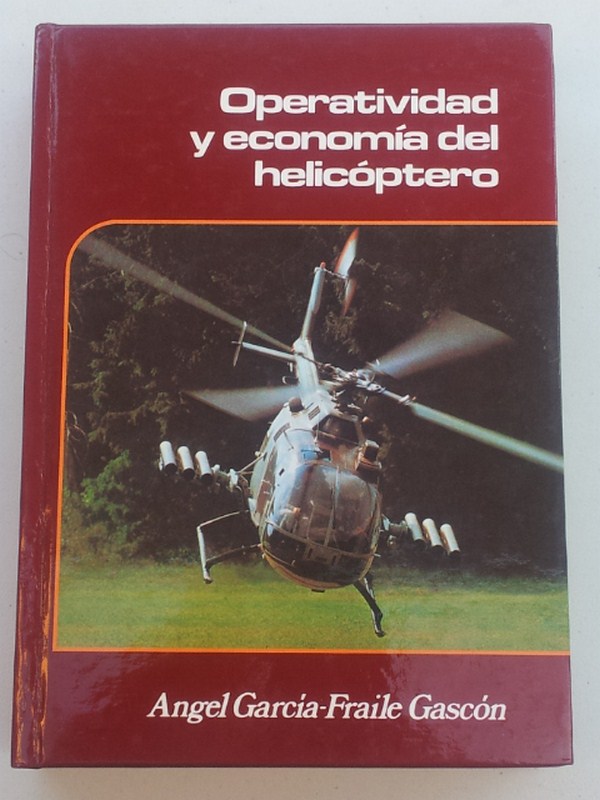 Operatividad
y economía del
helicóptero
Angel García-Fraile Gascón